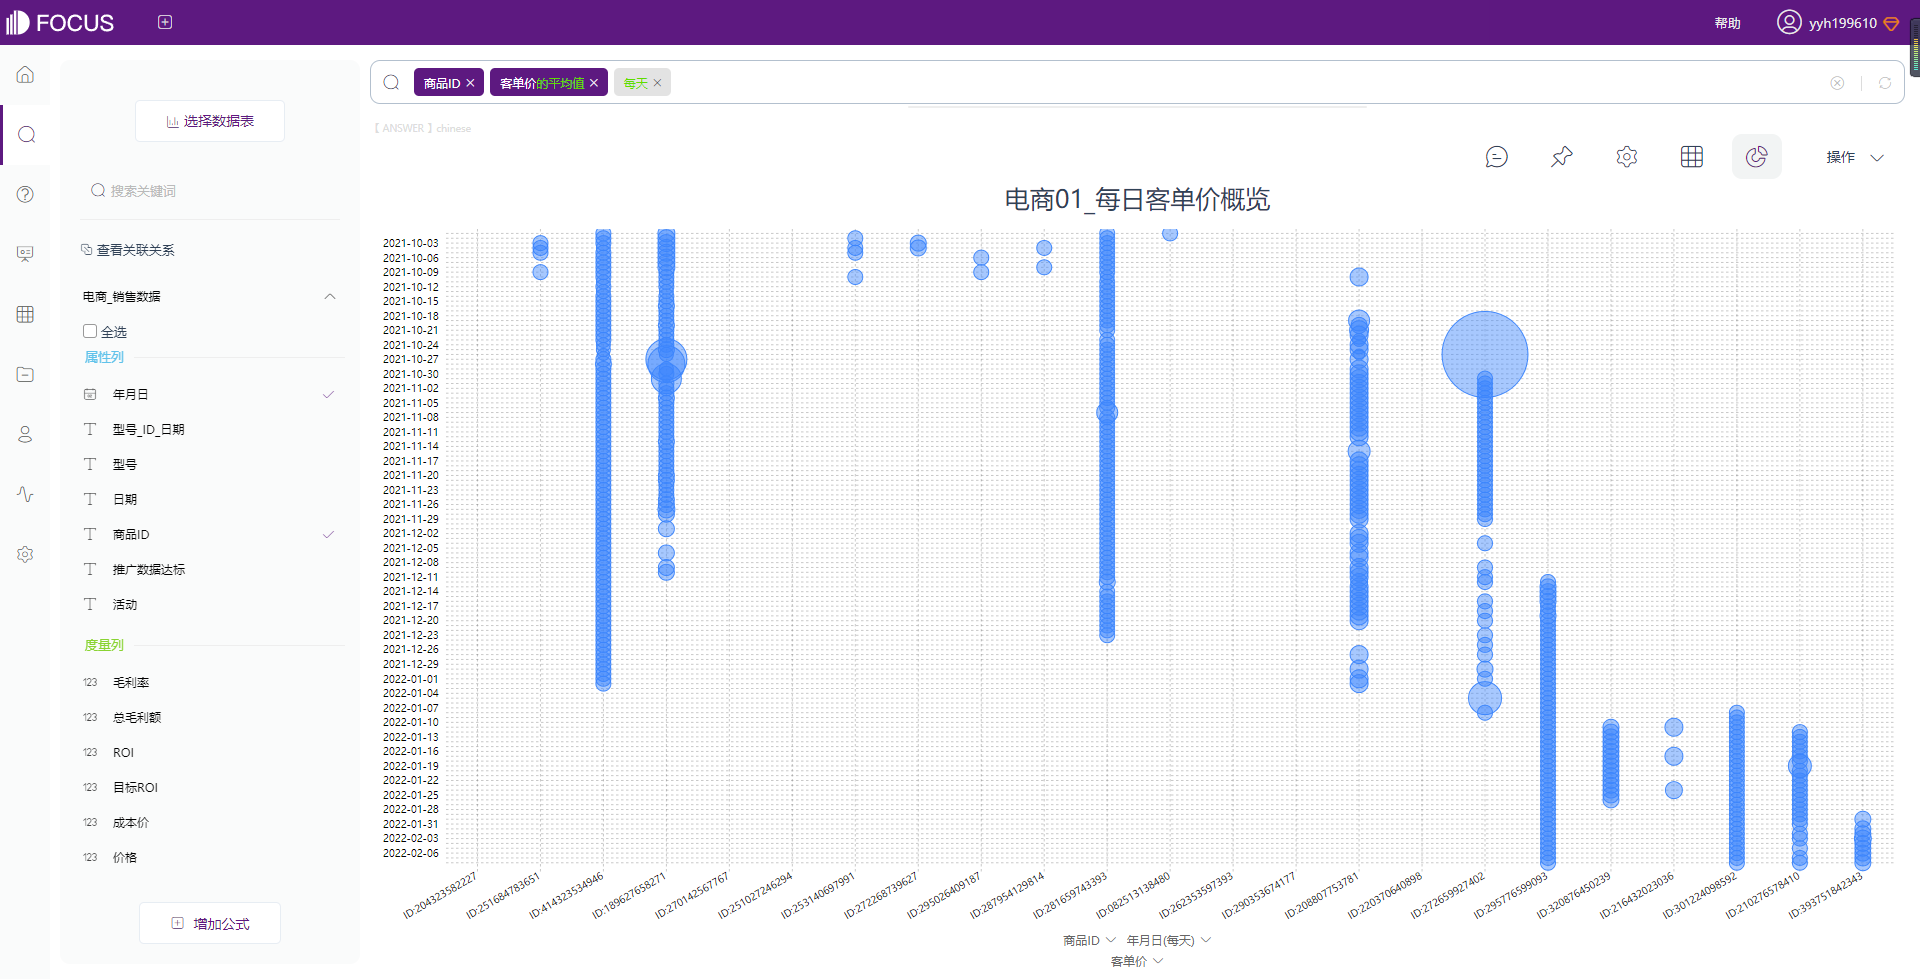 FOCUS
帮助
yyh199610
选择数据表
搜索关键词
查看关联关系
电商_销售数据
全选
属性列
年月日
型号_ID_日期
型号
日期
商品ID
推广数据达标
活动
度量列
123 毛利率
123 总毛利额
123 ROI
123 目标ROI
123 成本价
123 价格
增加公式
商品ID × 客单价的平均值 × 每天 ×
【 ANSWER 】chinese
操作
电商01_每日客单价概览
2021-10-03
2021-10-06
2021-10-09
2021-10-12
2021-10-15
2021-10-18
2021-10-21
2021-10-24
2021-10-27
2021-10-30
2021-11-02
2021-11-05
2021-11-08
2021-11-11
2021-11-14
2021-11-17
2021-11-20
2021-11-23
2021-11-26
2021-11-29
2021-12-02
2021-12-05
2021-12-08
2021-12-11
2021-12-14
2021-12-17
2021-12-20
2021-12-23
2021-12-26
2021-12-29
2022-01-01
2022-01-04
2022-01-07
2022-01-10
2022-01-13
2022-01-16
2022-01-19
2022-01-22
2022-01-25
2022-01-28
2022-01-31
2022-02-03
2022-02-06
ID:204323582227
ID:251684783651
ID:414323534946
ID:189627658271
ID:270142567767
ID:251027246294
ID:253140697991
ID:272268739627
ID:295026409187
ID:287954129814
ID:281659743393
ID:082513138480
ID:262353597393
ID:290353674177
ID:208807753781
ID:220370640898
ID:272659927402
ID:295776599093
ID:320876450239
ID:216432023036
ID:301224098592
ID:210276578410
ID:393751842343
商品ID 年月日(每天)
客单价